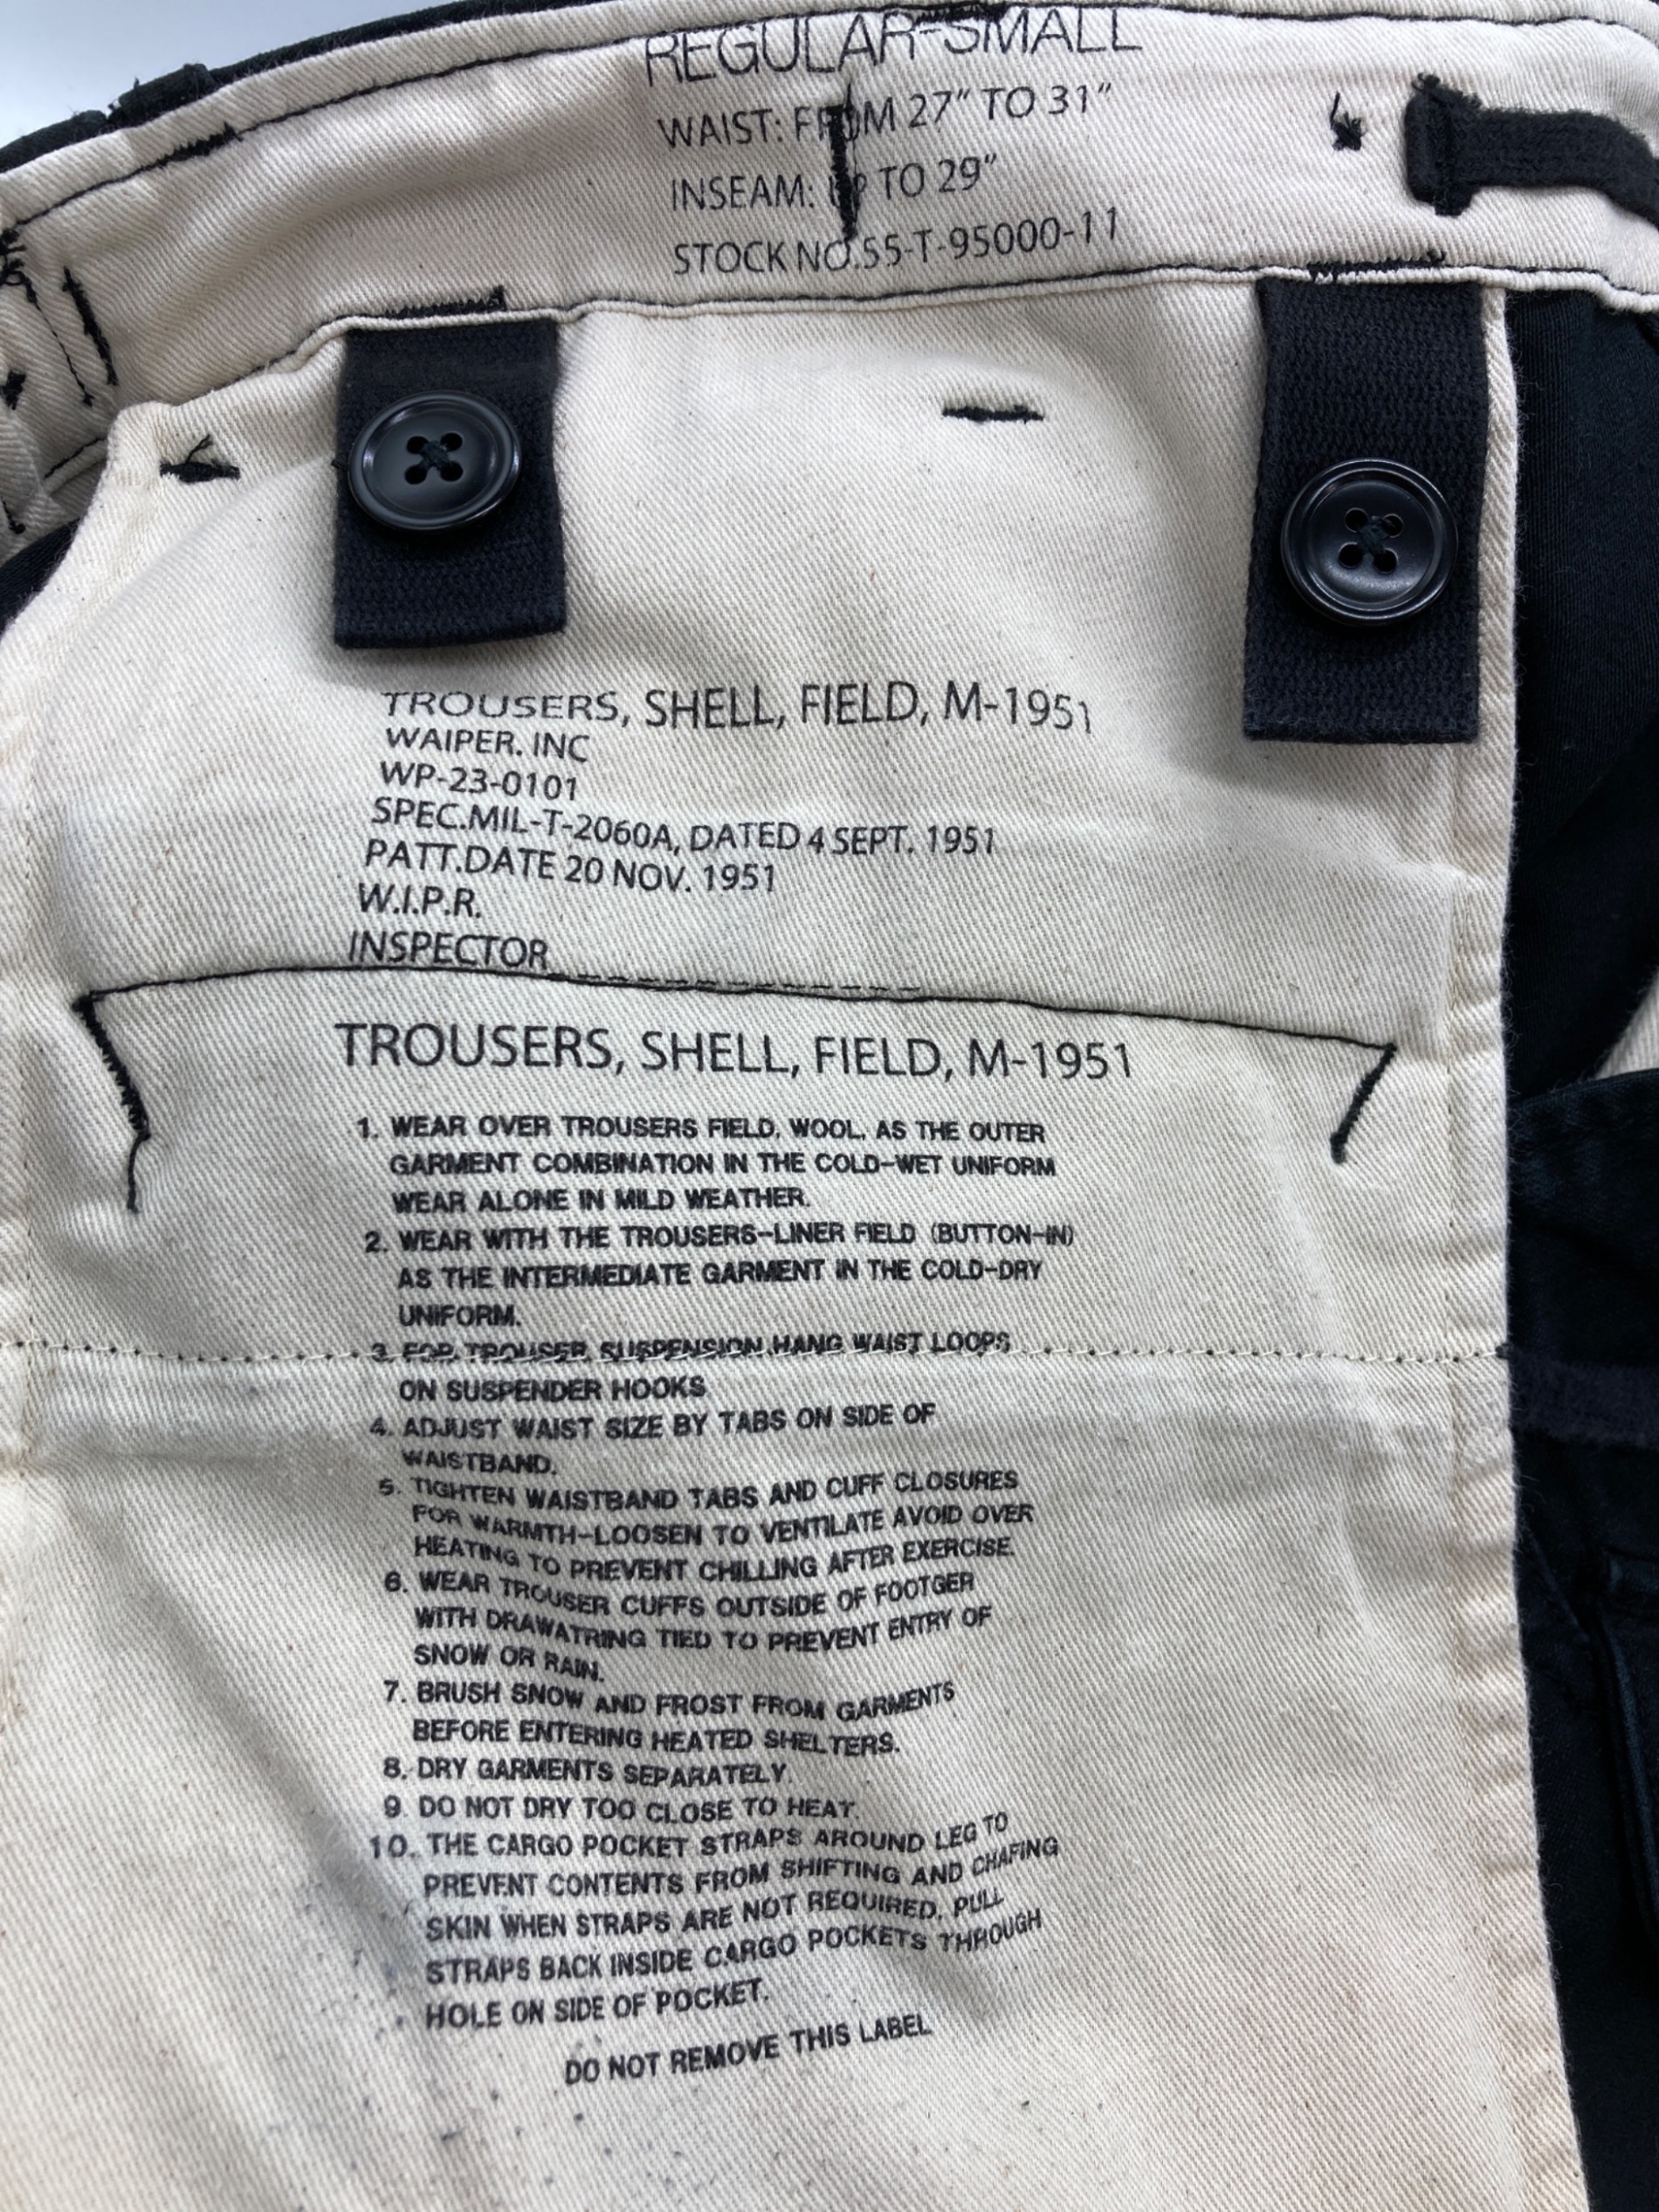 REGULAR-SMALL
WAIST: FROM 27" TO 31"
INSEAM: UP TO 29"
STOCK NO.55-T-95000-11
TROUSERS, SHELL, FIELD, M-1951
WAIPER. INC
WP-23-0101
SPEC.MIL-T-2060A, DATED 4 SEPT. 1951
PATT.DATE 20 NOV. 1951
W.I.P.R.
INSPECTOR
TROUSERS, SHELL, FIELD, M-1951
1. WEAR OVER TROUSERS FIELD, WOOL, AS THE OUTER
GARMENT COMBINATION IN THE COLD-WET UNIFORM
WEAR ALONE IN MILD WEATHER.
2. WEAR WITH THE TROUSERS-LINER FIELD (BUTTON-IN)
AS THE INTERMEDIATE GARMENT IN THE COLD-DRY
UNIFORM.
3. FOR TROUSER SUSPENSION HANG WAIST LOOPS
ON SUSPENDER HOOKS
4. ADJUST WAIST SIZE BY TABS ON SIDE OF
WAISTBAND.
5. TIGHTEN WAISTBAND TABS AND CUFF CLOSURES
FOR WARMTH-LOOSEN TO VENTILATE AVOID OVER
HEATING TO PREVENT CHILLING AFTER EXERCISE.
6. WEAR TROUSER CUFFS OUTSIDE OF FOOTGER
WITH DRAWATRING TIED TO PREVENT ENTRY OF
SNOW OR RAIN.
7. BRUSH SNOW AND FROST FROM GARMENTS
BEFORE ENTERING HEATED SHELTERS.
8. DRY GARMENTS SEPARATELY.
9. DO NOT DRY TOO CLOSE TO HEAT.
10. THE CARGO POCKET STRAPS AROUND LEG TO
PREVENT CONTENTS FROM SHIFTING AND CHAFING
SKIN WHEN STRAPS ARE NOT REQUIRED, PULL
STRAPS BACK INSIDE CARGO POCKETS THROUGH
HOLE ON SIDE OF POCKET.
DO NOT REMOVE THIS LABEL